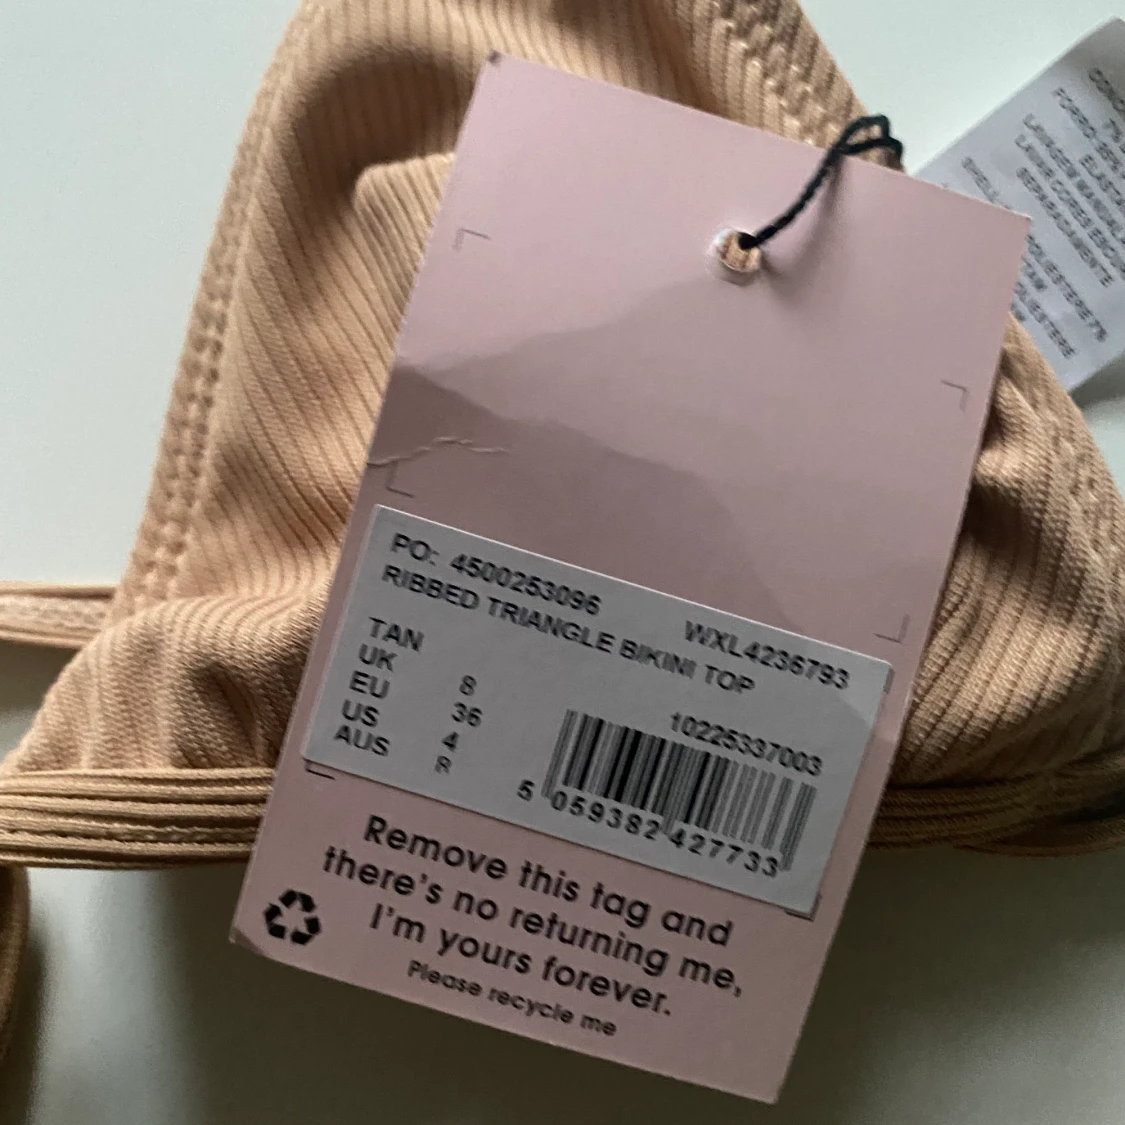 PO: 4500253096 WXL4236793
RIBBED TRIANGLE BIKINI TOP
TAN
UK 8
EU 36
US 4
AUS R
10225337003
5 059382 427733
Remove this tag and
there's no returning me,
I'm yours forever.
Please recycle me